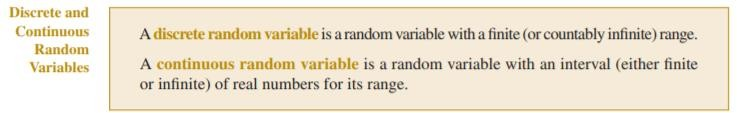 Discrete and
Continuous
Random
Variables
A discrete random variable is a random variable with a finite (or countably infinite) range.
A continuous random variable is a random variable with an interval (either finite
or infinite) of real numbers for its range.